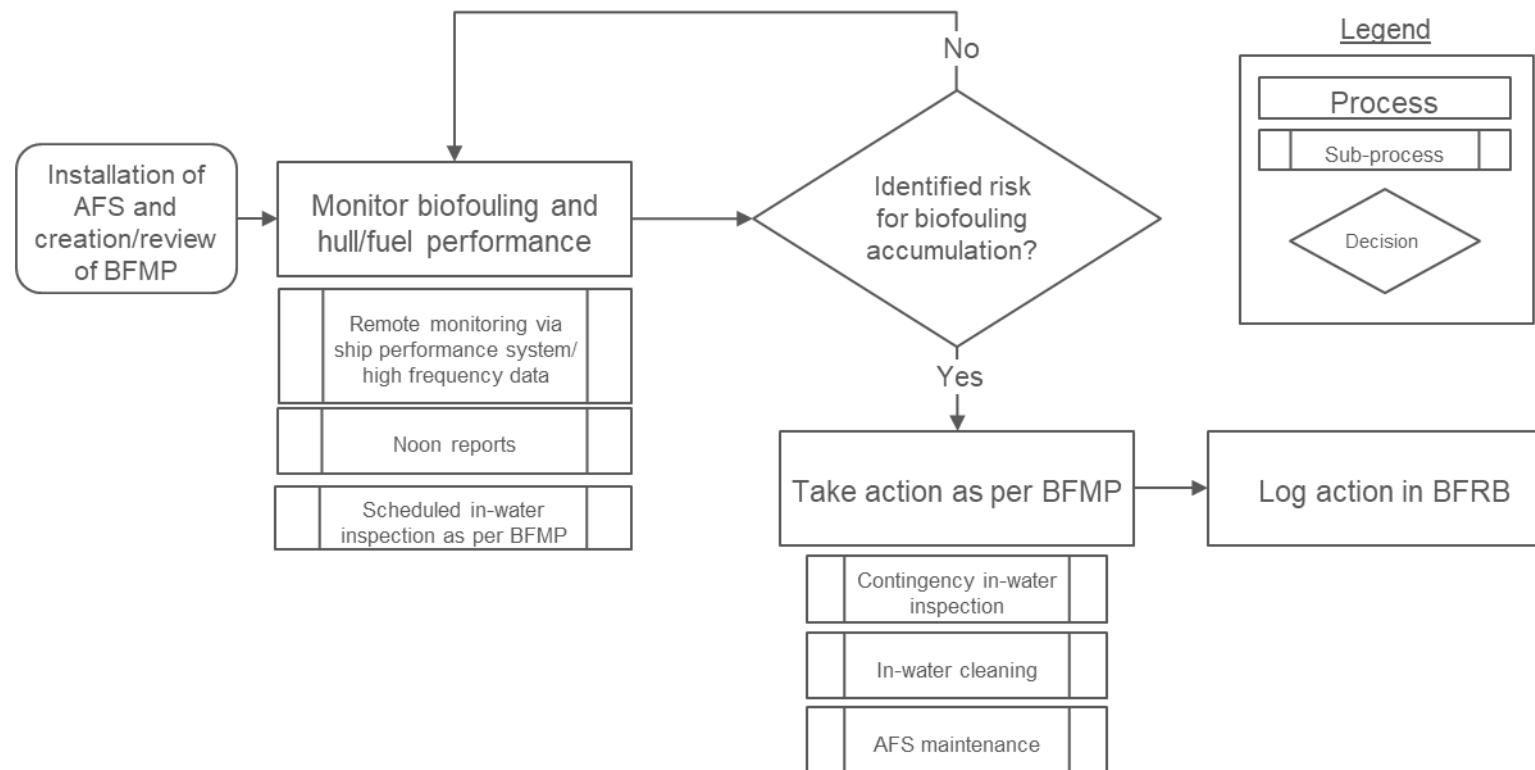 No
Legend
Process
Sub-process
Decision
Installation of
AFS and
creation/review
of BFMP
Monitor biofouling and
hull/fuel performance
Identified risk
for biofouling
accumulation?
Remote monitoring via
ship performance system/
high frequency data
Noon reports
Scheduled in-water
inspection as per BFMP
Yes
Take action as per BFMP
Log action in BFRB
Contingency in-water
inspection
In-water cleaning
AFS maintenance